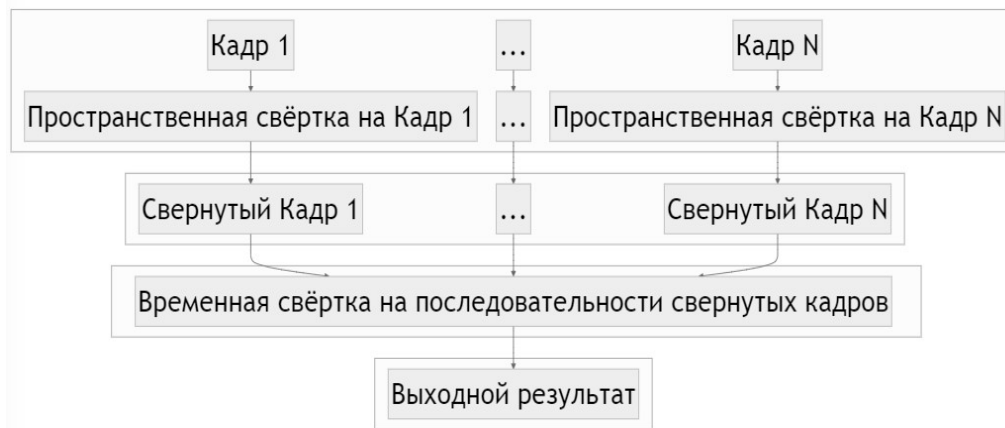 Кадр 1 ... Кадр N
Пространственная свёртка на Кадр 1 ... Пространственная свёртка на Кадр N
Свернутый Кадр 1 ... Свернутый Кадр N
Временная свёртка на последовательности свернутых кадров
Выходной результат